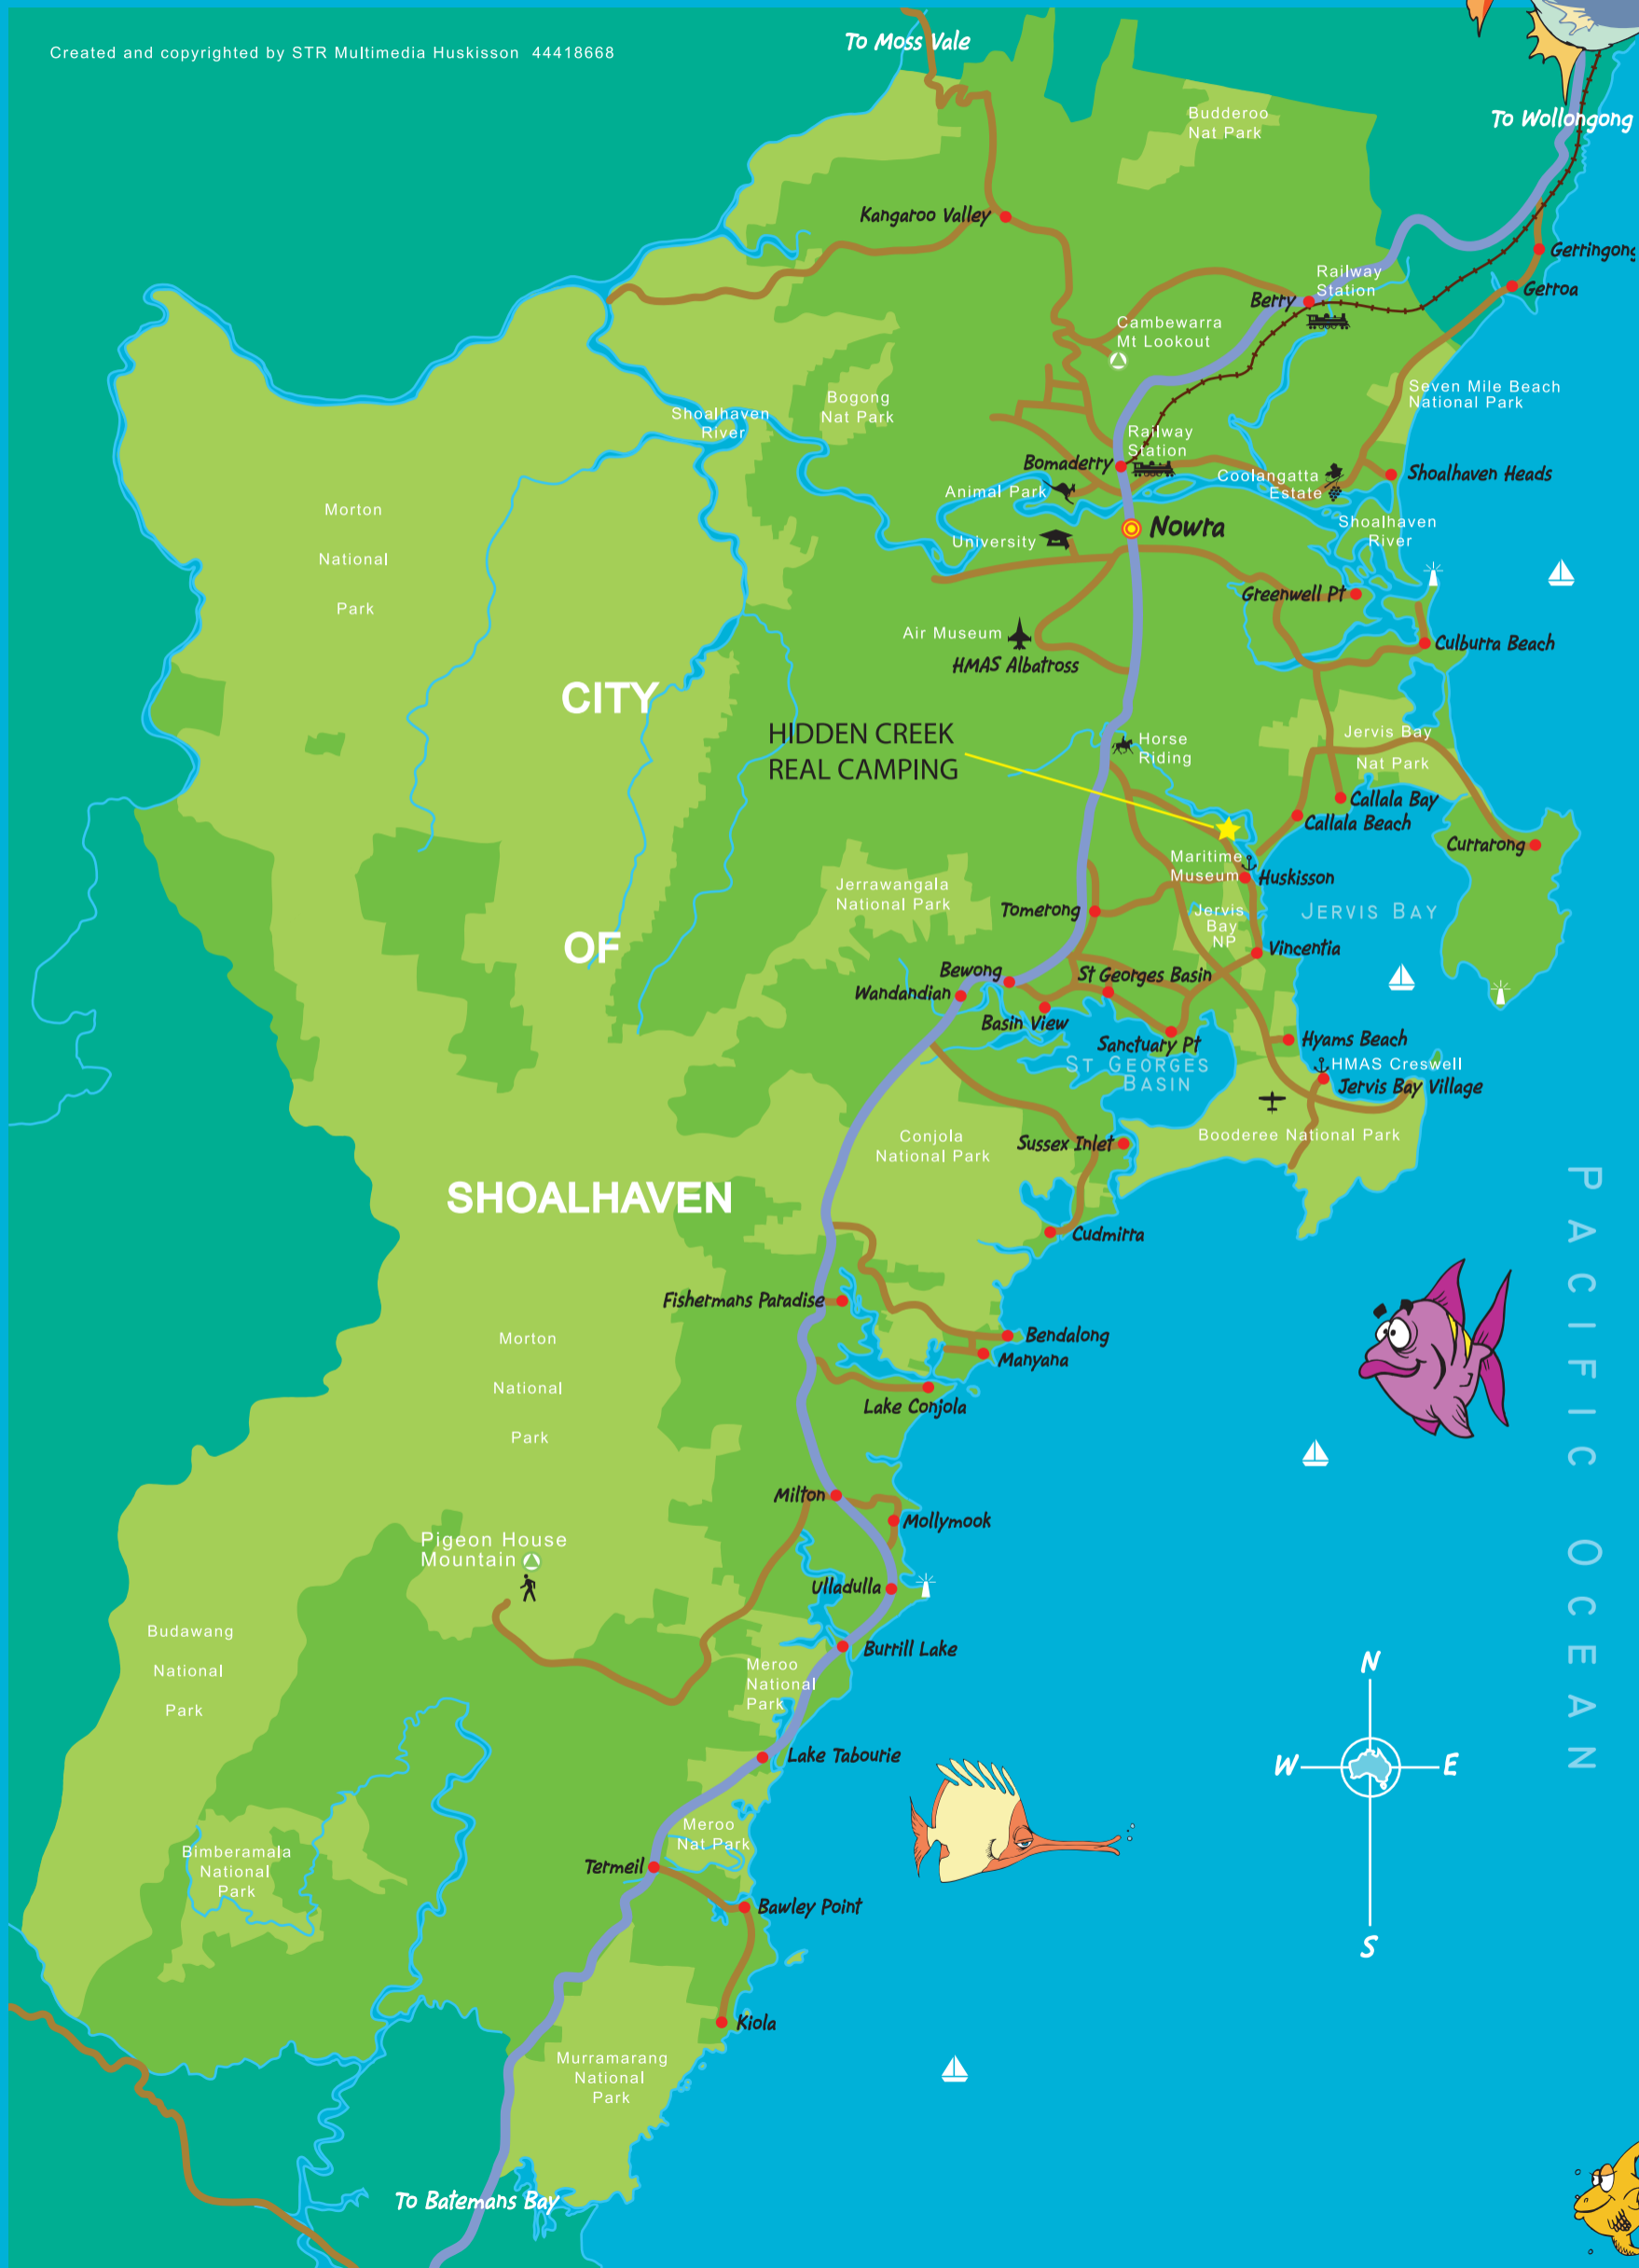 Created and copyrighted by STR Multimedia Huskisson 44418668
To Moss Vale
To Wollongong
Budderoo
Nat Park
Kangaroo Valley
Gerringong
Railway
Station
Gerroa
Berry
Cambewarra
Mt Lookout
Bogong
Nat Park
Seven Mile Beach
National Park
Shoalhaven
River
Railway
Station
Bomaderry
Coolangatta
Estate
Shoalhaven Heads
Animal Park
Morton
National
Park
Nowra
Shoalhaven
River
University
Greenwell Pt
Air Museum
HMAS Albatross
Culburra Beach
CITY
HIDDEN CREEK
REAL CAMPING
Horse
Riding
Jervis Bay
Nat Park
Callala Bay
Callala Beach
Currarong
Maritime
Museum
Huskisson
Jerrawangala
National Park
Tomerong
Jervis
Bay
NP
JERVIS BAY
OF
Vincentia
Bewong
St Georges Basin
Wandandian
Basin View
Sanctuary Pt
Hyams Beach
ST GEORGES
BASIN
HMAS Creswell
Jervis Bay Village
Conjola
National Park
Sussex Inlet
Booderee National Park
SHOALHAVEN
Cudmirra
PACIFIC OCEAN
Fishermans Paradise
Bendalong
Manyana
Morton
National
Park
Lake Conjola
Milton
Mollymook
Pigeon House
Mountain
Ulladulla
Budawang
National
Park
Burrill Lake
Meroo
National
Park
N
Lake Tabourie
W
E
Meroo
Nat Park
Bimberamala
National
Park
Termeil
Bawley Point
S
Kiola
Murramarang
National
Park
To Batemans Bay